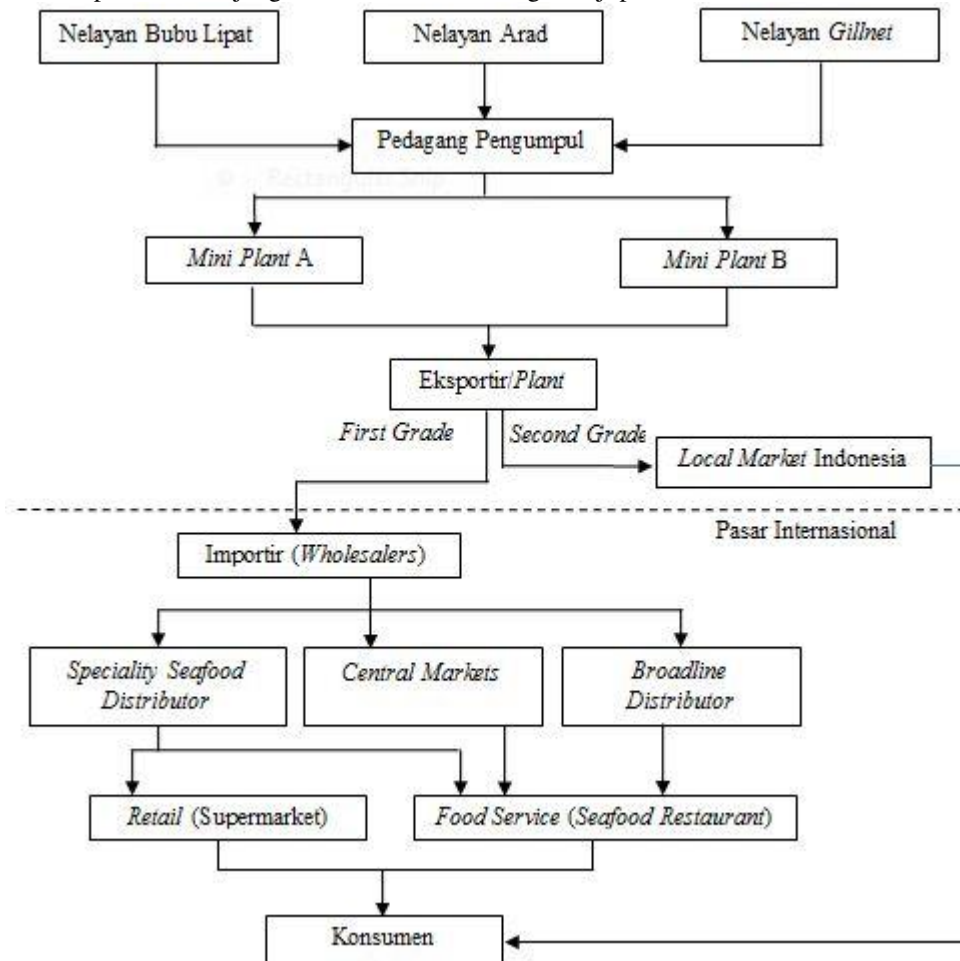 Nelayan Bubu Lipat
Nelayan Arad
Nelayan Gillnet
Pedagang Pengumpul
Mini Plant A
Mini Plant B
Eksportir/Plant
First Grade
Second Grade
Local Market Indonesia
Pasar Internasional
Importir (Wholesalers)
Speciality Seafood
Distributor
Central Markets
Broadline
Distributor
Retail (Supermarket)
Food Service (Seafood Restaurant)
Konsumen